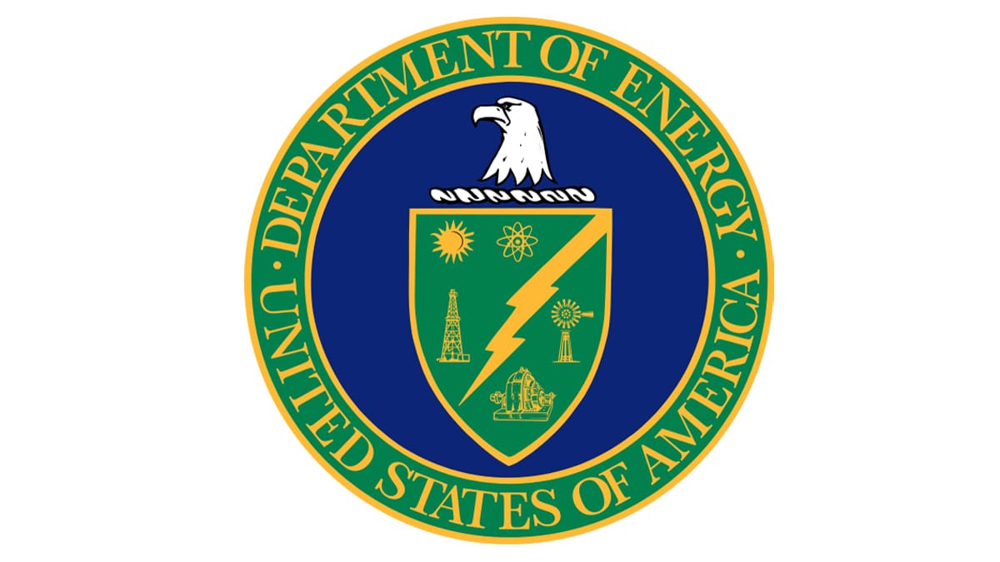 DEPARTMENT OF ENERGY
UNITED STATES OF AMERICA